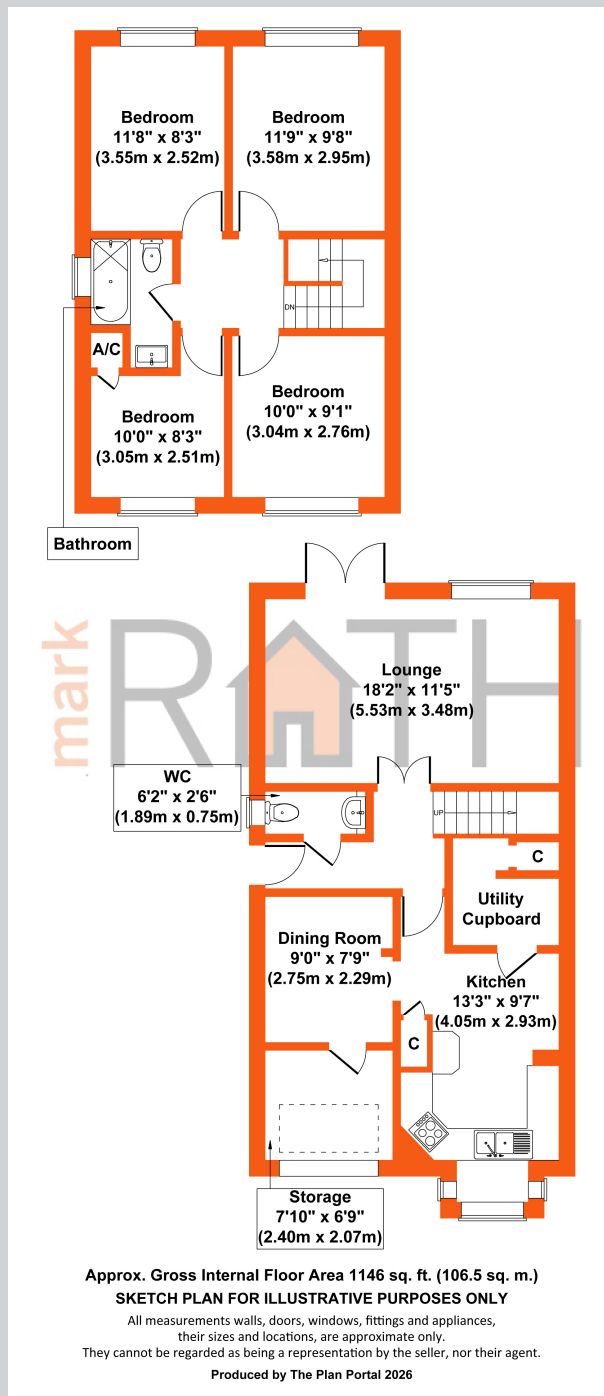 Bedroom
11'8" x 8'3"
(3.55m x 2.52m)
Bedroom
11'9" x 9'8"
(3.58m x 2.95m)
DN
A/C
Bedroom
10'0" x 8'3"
(3.05m x 2.51m)
Bedroom
10'0" x 9'1"
(3.04m x 2.76m)
Bathroom
mark
RATH
Lounge
18'2" x 11'5"
(5.53m x 3.48m)
WC
6'2" x 2'6"
(1.89m x 0.75m)
UP
C
Utility
Cupboard
Dining Room
9'0" x 7'9"
(2.75m x 2.29m)
Kitchen
13'3" x 9'7"
(4.05m x 2.93m)
C
Storage
7'10" x 6'9"
(2.40m x 2.07m)
Approx. Gross Internal Floor Area 1146 sq. ft. (106.5 sq. m.)
SKETCH PLAN FOR ILLUSTRATIVE PURPOSES ONLY
All measurements walls, doors, windows, fittings and appliances,
their sizes and locations, are approximate only.
They cannot be regarded as being a representation by the seller, nor their agent.
Produced by The Plan Portal 2026